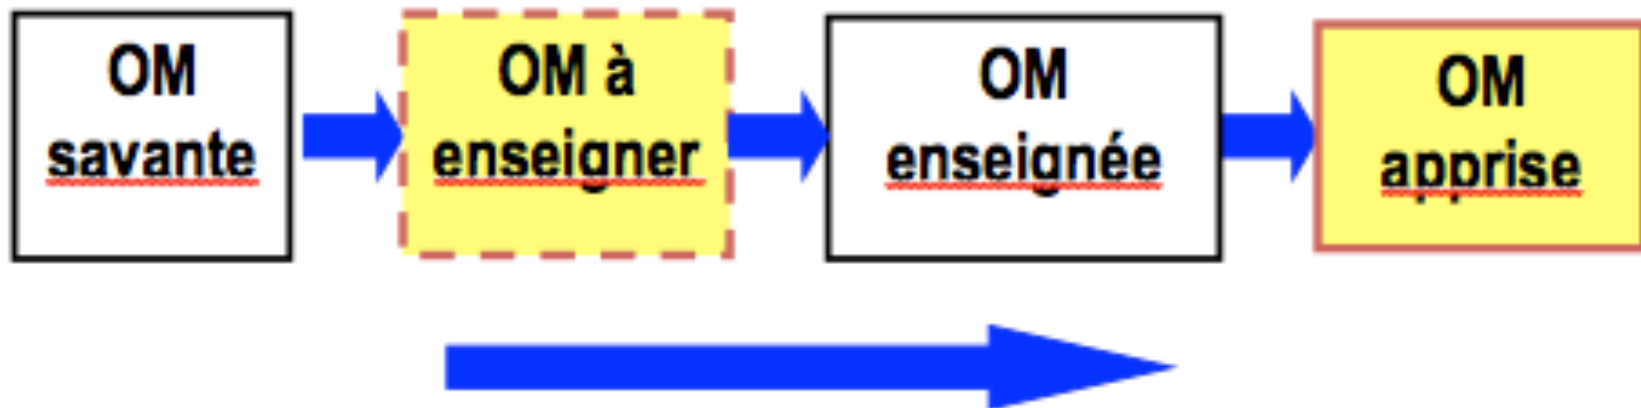 OM
savante
OM à
enseigner
OM
enseignée
OM
apprise